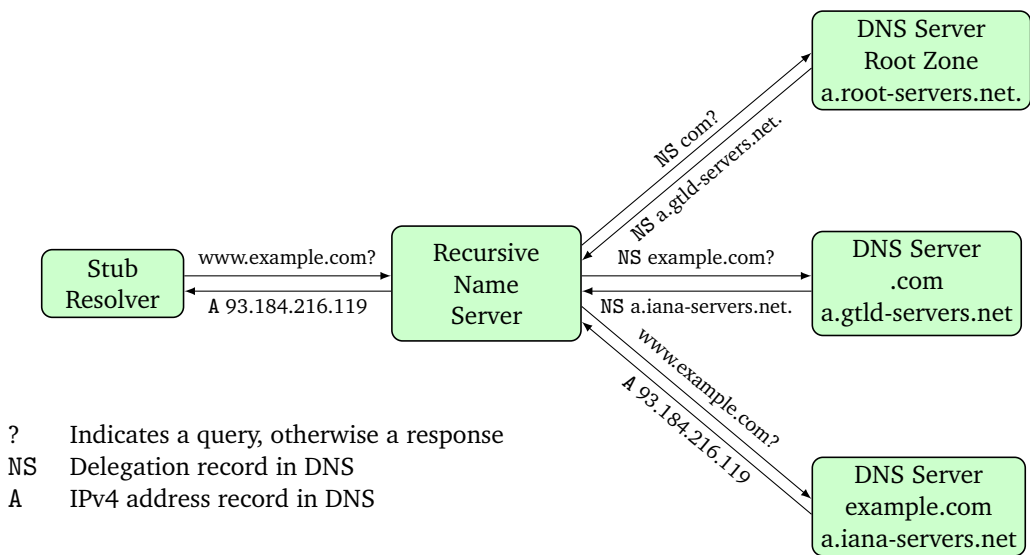 DNS Server
Root Zone
a.root-servers.net.
NS com?
NS a.gtld-servers.net.
Stub
Resolver
www.example.com?
A 93.184.216.119
Recursive
Name
Server
NS example.com?
NS a.iana-servers.net.
DNS Server
.com
a.gtld-servers.net
www.example.com?
A 93.184.216.119
DNS Server
example.com
a.iana-servers.net
? Indicates a query, otherwise a response
NS Delegation record in DNS
A IPv4 address record in DNS